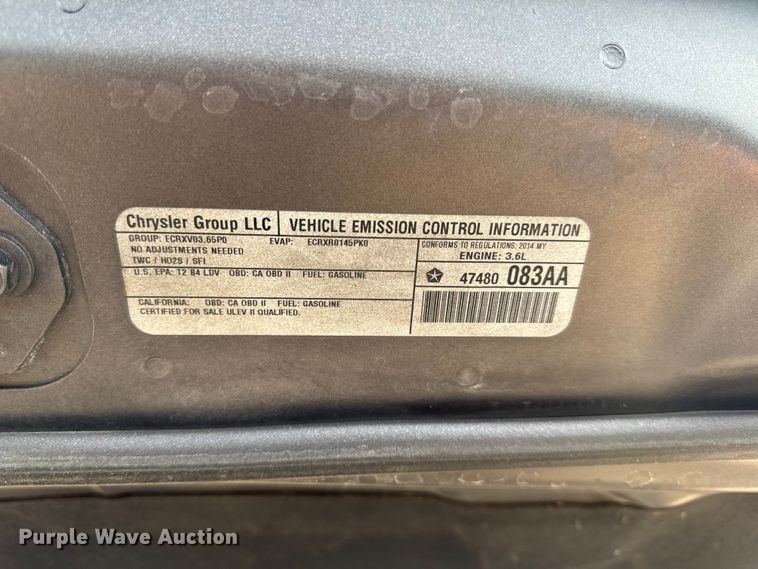 Chrysler Group LLC
VEHICLE EMISSION CONTROL INFORMATION
GROUP: ECRXV03.65P0 EVAP: ECRXR0145PK0
NO ADJUSTMENTS NEEDED
TWC / HO2S / SFI
CONFORMS TO REGULATIONS: 2014 MY
ENGINE: 3.6L
U.S. EPA: T2 B4 LDV OBD: CA OBD II FUEL: GASOLINE
47480 083AA
CALIFORNIA: OBD: CA OBD II FUEL: GASOLINE
CERTIFIED FOR SALE ULEV II QUALIFIED.
Purple Wave Auction